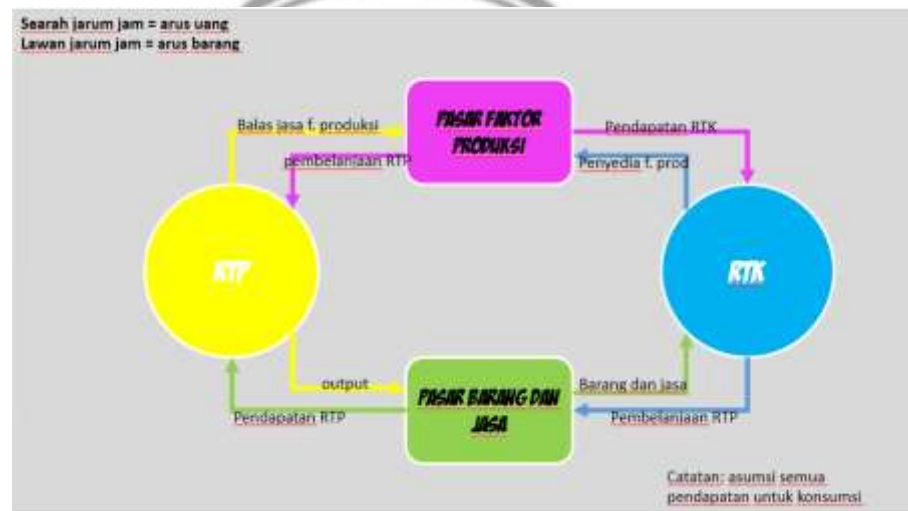 Searah jarum jam = arus uang
Lawan jarum jam = arus barang
Balas jasa f. produksi
PASAR FAKTOR
PRODUKSI
Pendapatan RTK
pembelanjaan RTP
Penyedia f. prod
RTP
RTK
output
PASAR BARANG DAN
JASA
Barang dan jasa
Pendapatan RTP
Pembelanjaan RTP
Catatan: asumsi semua
pendapatan untuk konsumsi